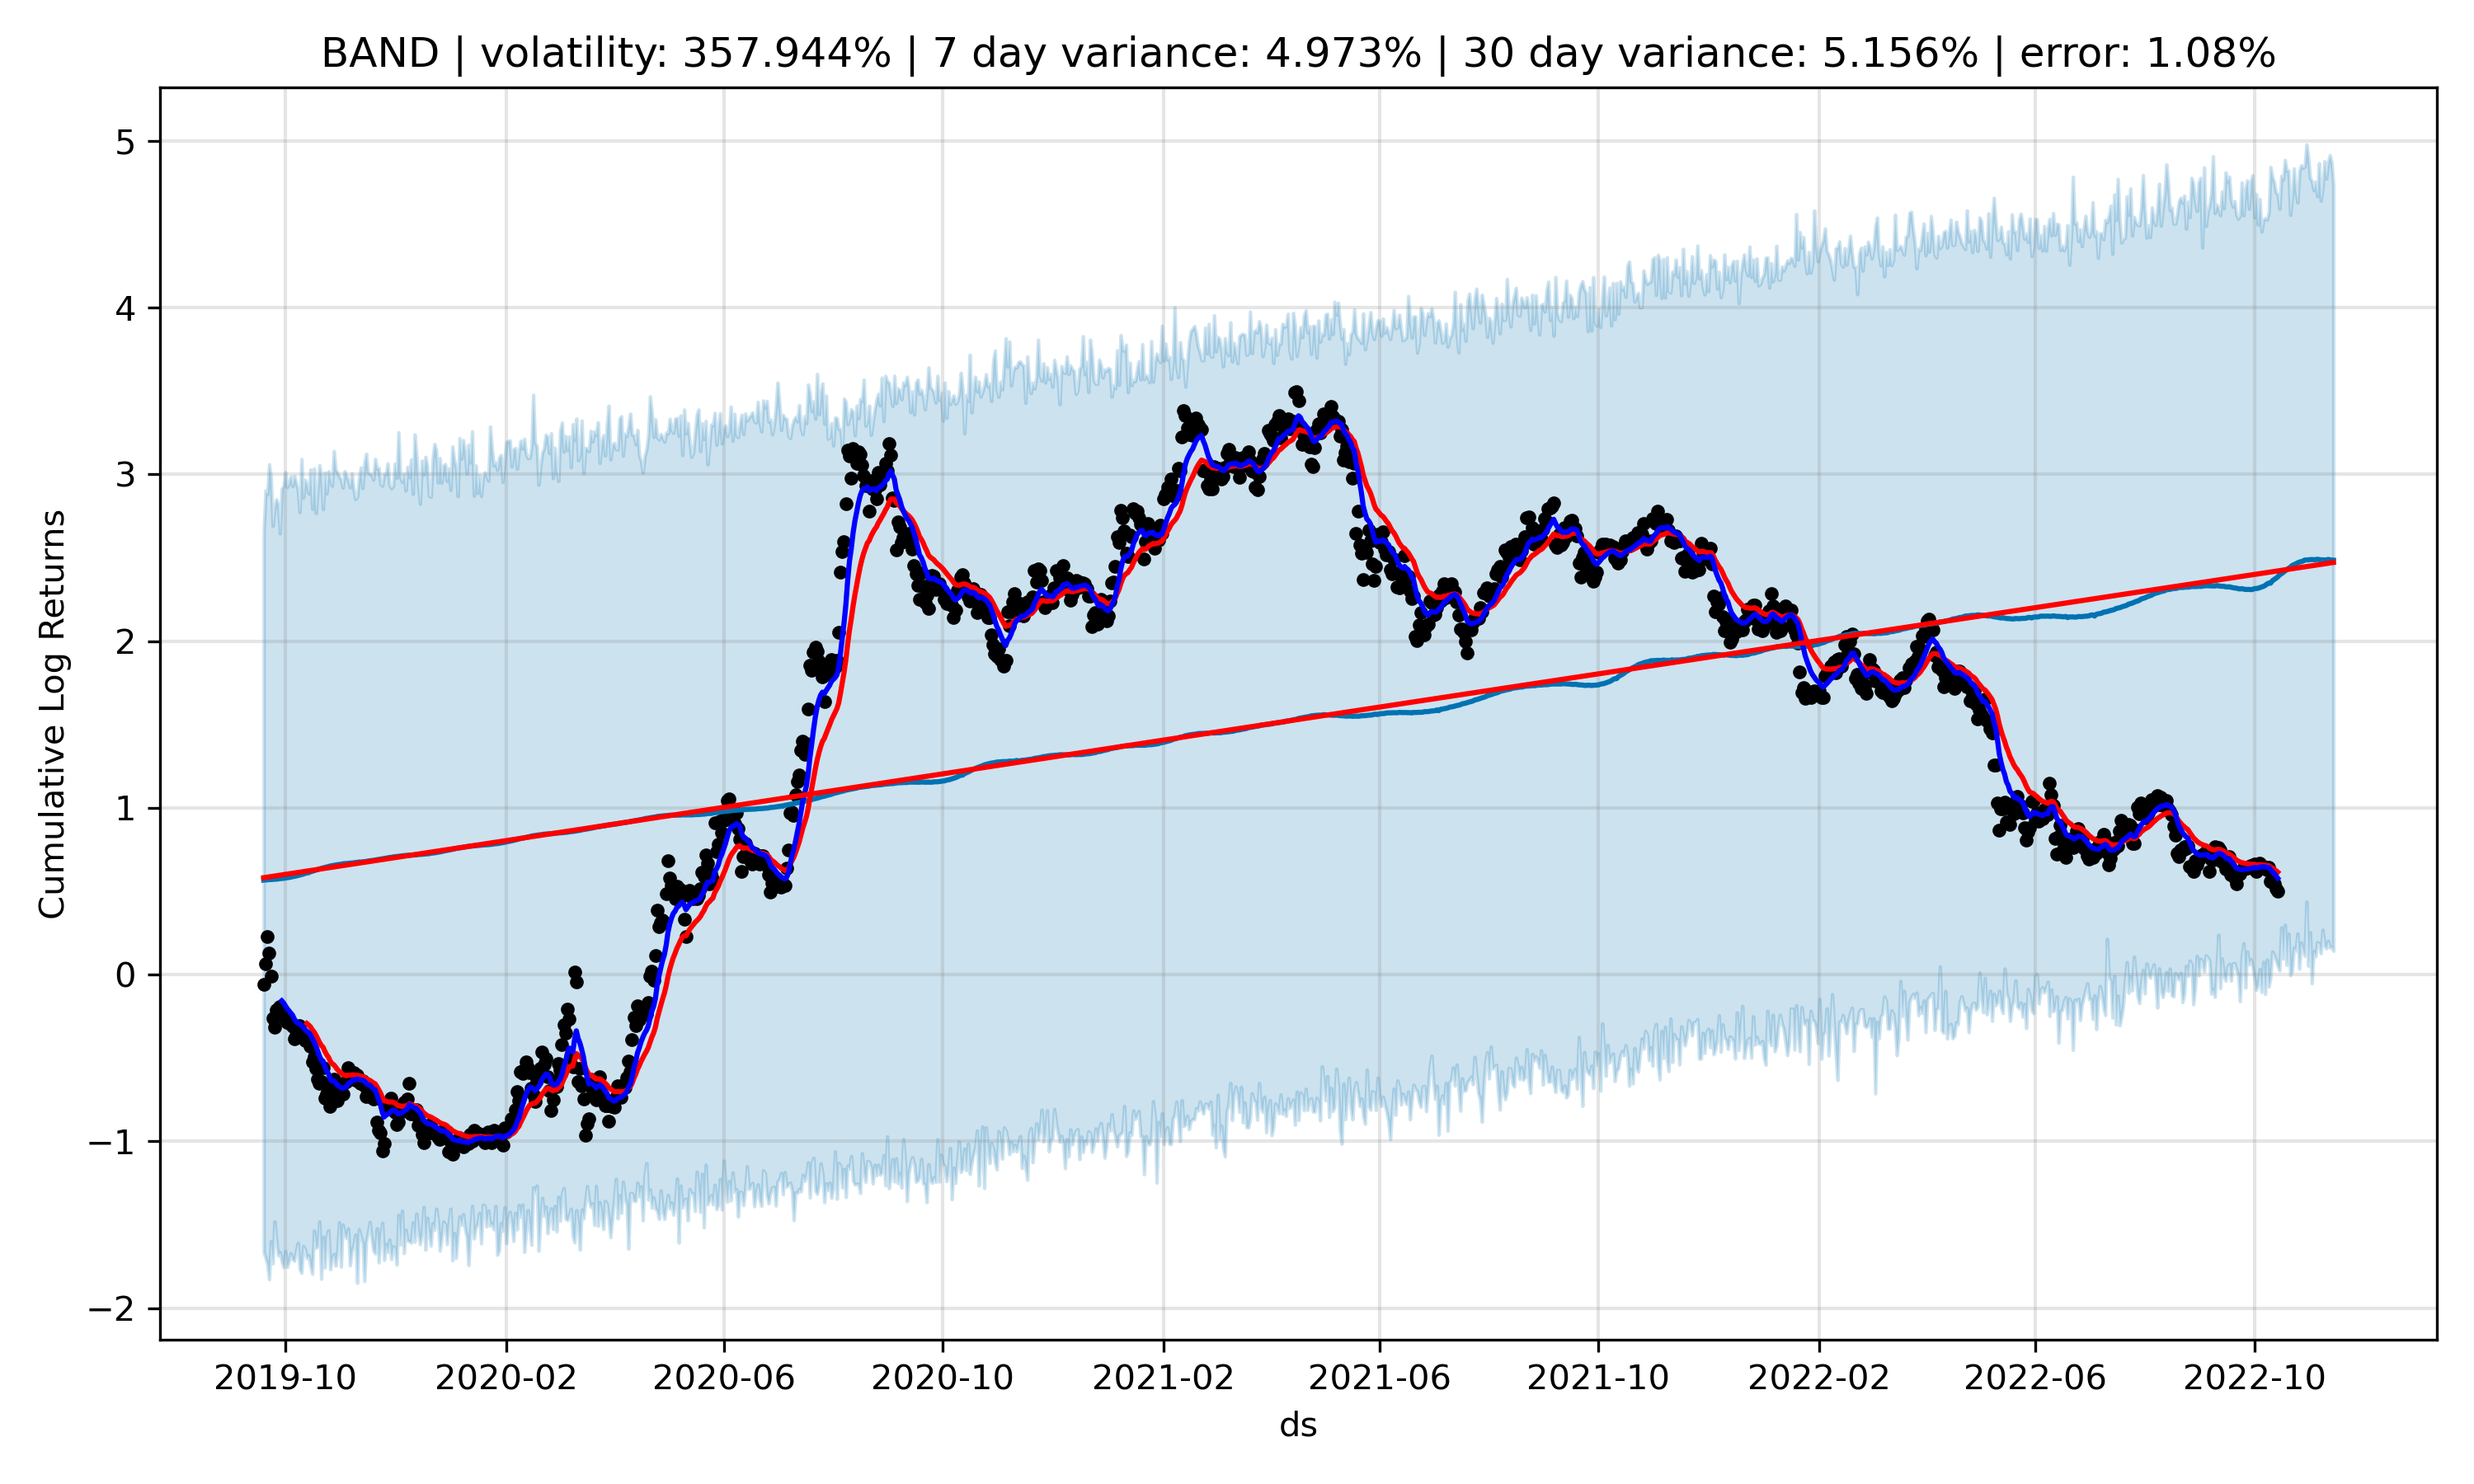 BAND | volatility: 357.944% | 7 day variance: 4.973% | 30 day variance: 5.156% | error: 1.08%
Cumulative Log Returns
5
4
3
2
1
0
−1
−2
2019-10 2020-02 2020-06 2020-10 2021-02 2021-06 2021-10 2022-02 2022-06 2022-10
ds